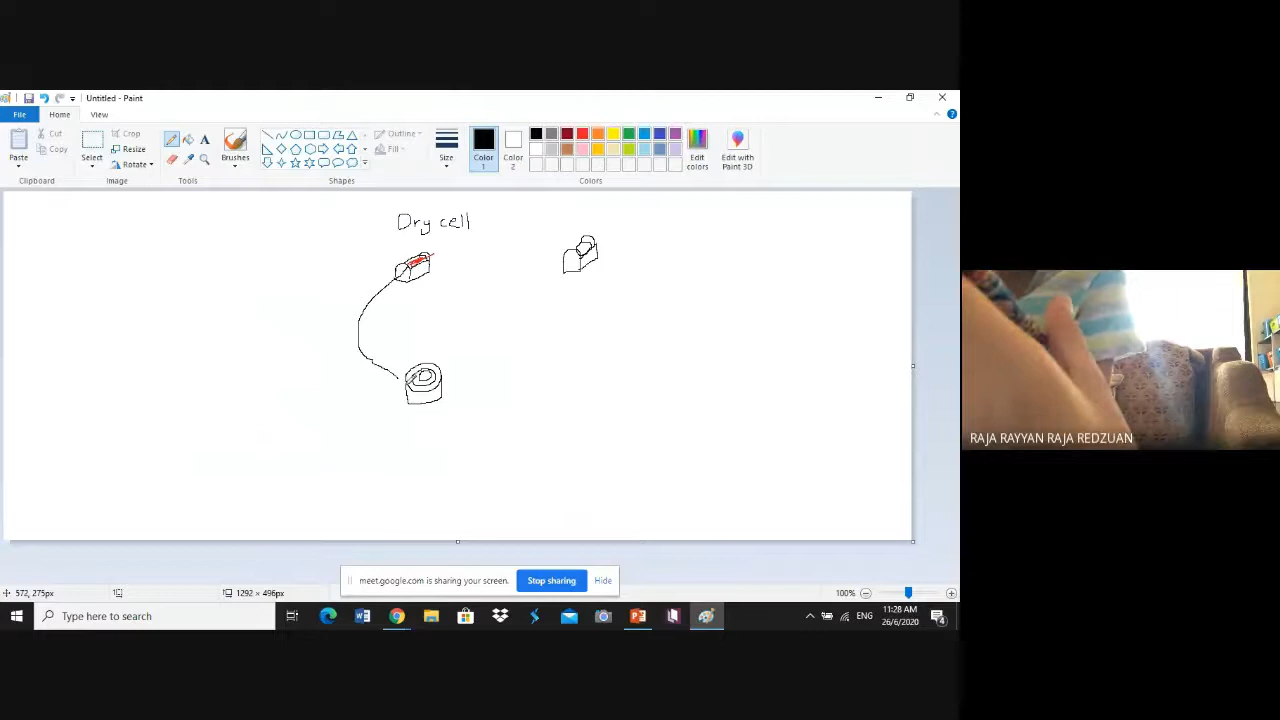 Untitled - Paint
File
Home
View
Paste
Cut
Copy
Clipboard
Select
Crop
Resize
Rotate
Image
Tools
Brushes
Shapes
Outline
Fill
Size
Color
1
Color
2
Edit
colors
Edit with
Paint 3D
Colors
Dry cell
RAJA RAYYAN RAJA REDZUAN
meet.google.com is sharing your screen.
Stop sharing
Hide
572, 275px
1292 × 496px
100%
Type here to search
ENG
11:28 AM
26/6/2020
4